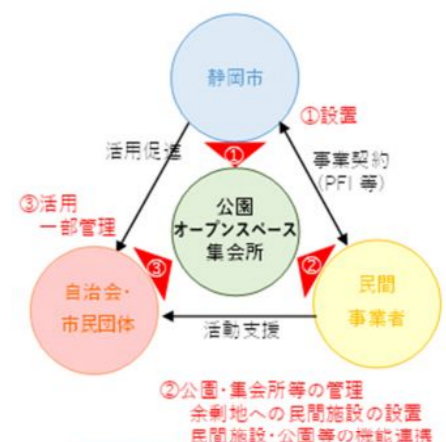 静岡市
①設置
活用促進
①
事業契約
(PFI 等)
③活用
一部管理
公園
オープンスペース
集会所
③
②
自治会・
市民団体
民間
事業者
活動支援
②公園・集会所等の管理
余剰地への民間施設の設置
民間施設・公園等の機能連携